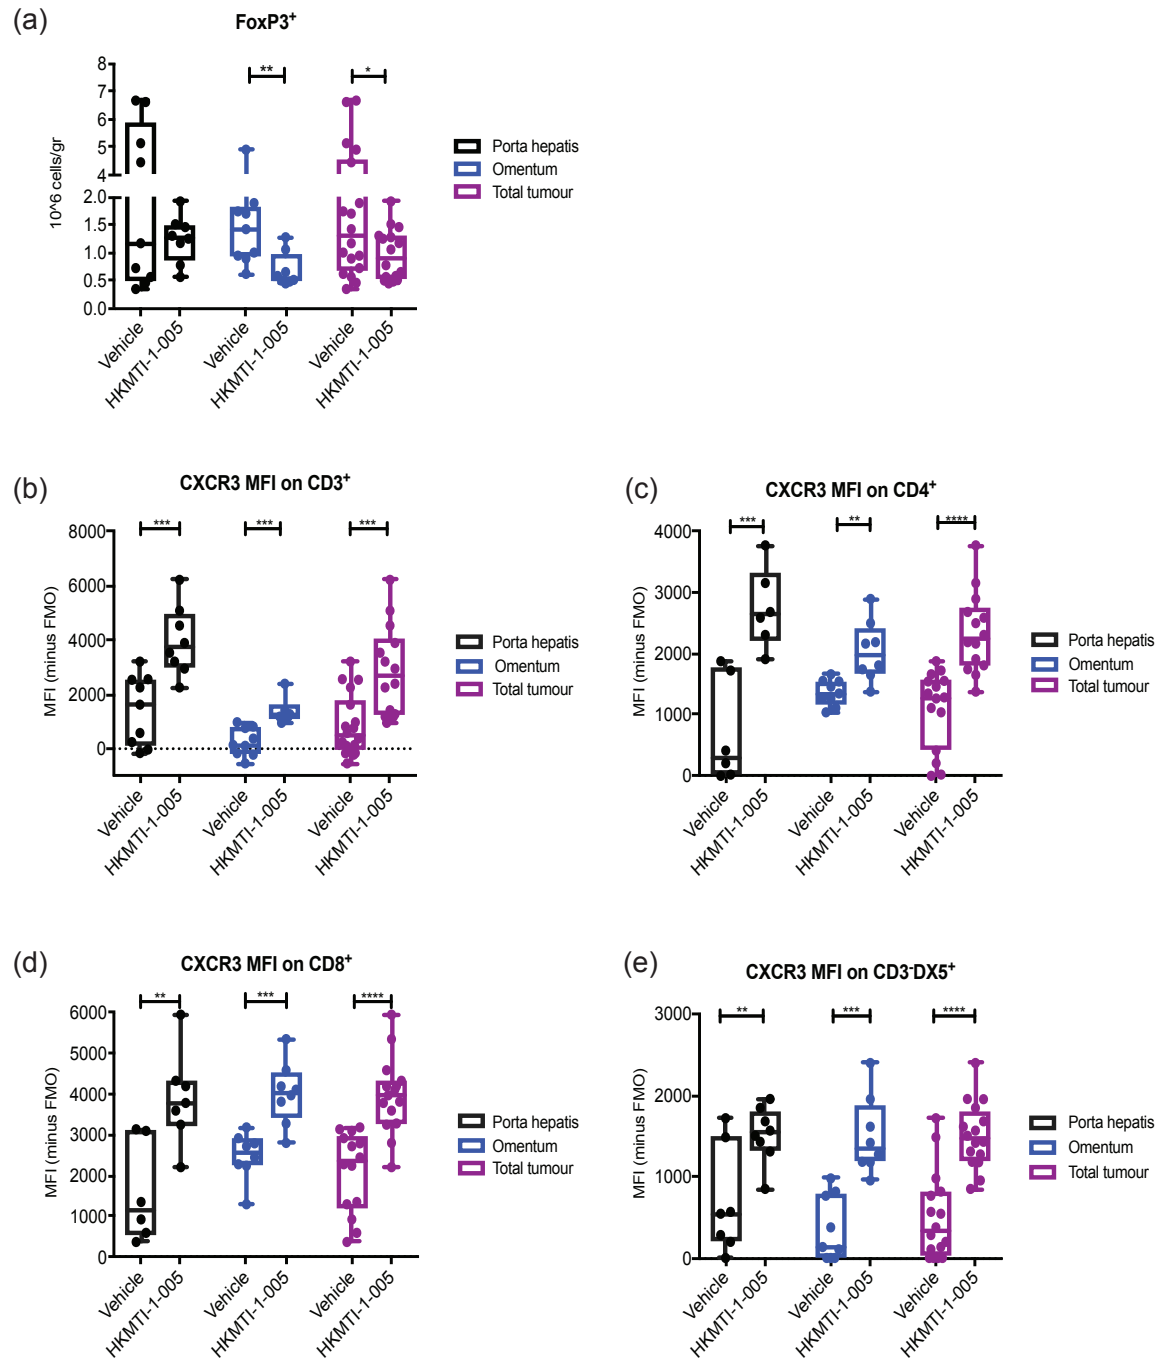 (a)
FoxP3+
10^6 cells/gr
8
7
6
5
4
2.0
1.5
1.0
0.5
0.0
**
*
Vehicle
HKMTI-1-005
Vehicle
HKMTI-1-005
Vehicle
HKMTI-1-005
Porta hepatis
Omentum
Total tumour
(b)
CXCR3 MFI on CD3+
MFI (minus FMO)
8000
6000
4000
2000
0
***
***
***
Vehicle
HKMTI-1-005
Vehicle
HKMTI-1-005
Vehicle
HKMTI-1-005
Porta hepatis
Omentum
Total tumour
(c)
CXCR3 MFI on CD4+
MFI (minus FMO)
4000
3000
2000
1000
0
***
**
****
Vehicle
HKMTI-1-005
Vehicle
HKMTI-1-005
Vehicle
HKMTI-1-005
Porta hepatis
Omentum
Total tumour
(d)
CXCR3 MFI on CD8+
MFI (minus FMO)
6000
5000
4000
3000
2000
1000
0
**
***
****
Vehicle
HKMTI-1-005
Vehicle
HKMTI-1-005
Vehicle
HKMTI-1-005
Porta hepatis
Omentum
Total tumour
(e)
CXCR3 MFI on CD3-DX5+
MFI (minus FMO)
3000
2000
1000
0
**
***
****
Vehicle
HKMTI-1-005
Vehicle
HKMTI-1-005
Vehicle
HKMTI-1-005
Porta hepatis
Omentum
Total tumour